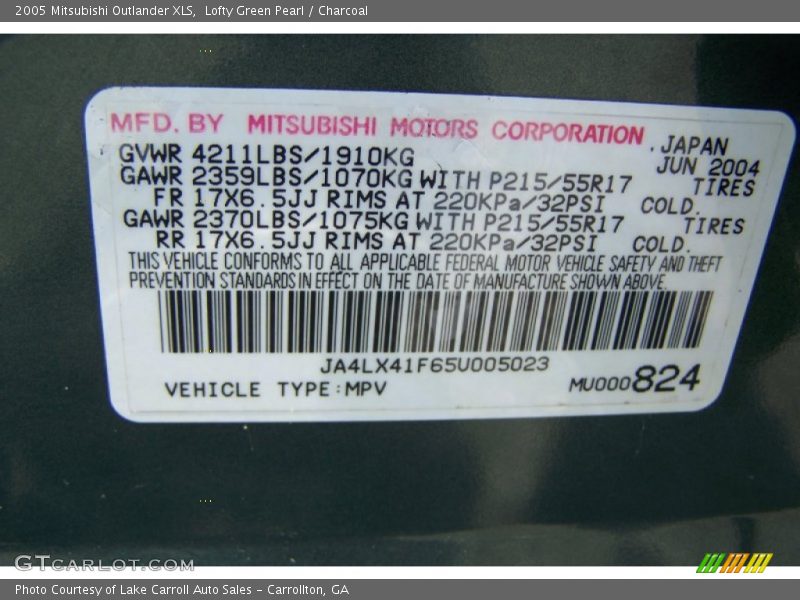 2005 Mitsubishi Outlander XLS, Lofty Green Pearl / Charcoal
MFD. BY MITSUBISHI MOTORS CORPORATION, JAPAN
GVWR 4211LBS/1910KG JUN 2004
GAWR 2359LBS/1070KG WITH P215/55R17 TIRES
FR 17X6.5JJ RIMS AT 220KPa/32PSI COLD.
GAWR 2370LBS/1075KG WITH P215/55R17 TIRES
RR 17X6.5JJ RIMS AT 220KPa/32PSI COLD.
THIS VEHICLE CONFORMS TO ALL APPLICABLE FEDERAL MOTOR VEHICLE SAFETY AND THEFT
PREVENTION STANDARDS IN EFFECT ON THE DATE OF MANUFACTURE SHOWN ABOVE.
JA4LX41F65U005023
VEHICLE TYPE:MPV MU000824
GTcarlot.com
Photo Courtesy of Lake Carroll Auto Sales - Carrollton, GA